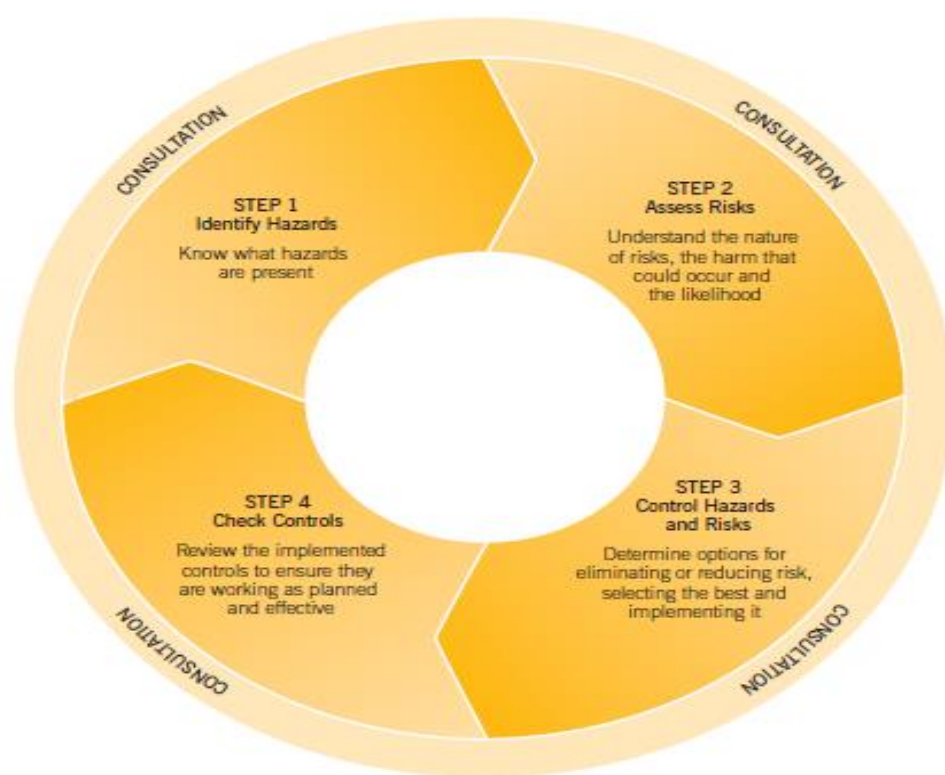 CONSULTATION
CONSULTATION
STEP 1
Identify Hazards
Know what hazards
are present
STEP 2
Assess Risks
Understand the nature
of risks, the harm that
could occur and
the likelihood
STEP 3
Control Hazards
and Risks
Determine options for
eliminating or reducing risk,
selecting the best and
implementing it
STEP 4
Check Controls
Review the implemented
controls to ensure they
are working as planned
and effective
CONSULTATION
CONSULTATION